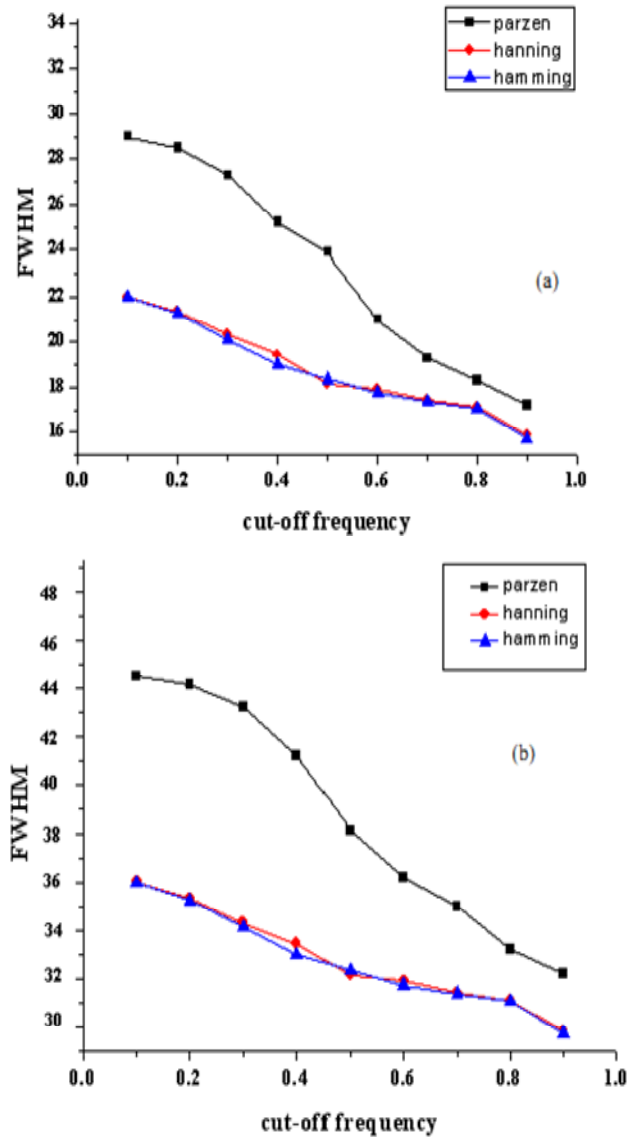 34
32
30
28
26
24
22
20
18
16
FWHM
parzen
hanning
hamming
(a)
0.0 0.2 0.4 0.6 0.8 1.0
cut-off frequency
48
46
44
42
40
38
36
34
32
30
FWHM
parzen
hanning
hamming
(b)
0.0 0.2 0.4 0.6 0.8 1.0
cut-off frequency